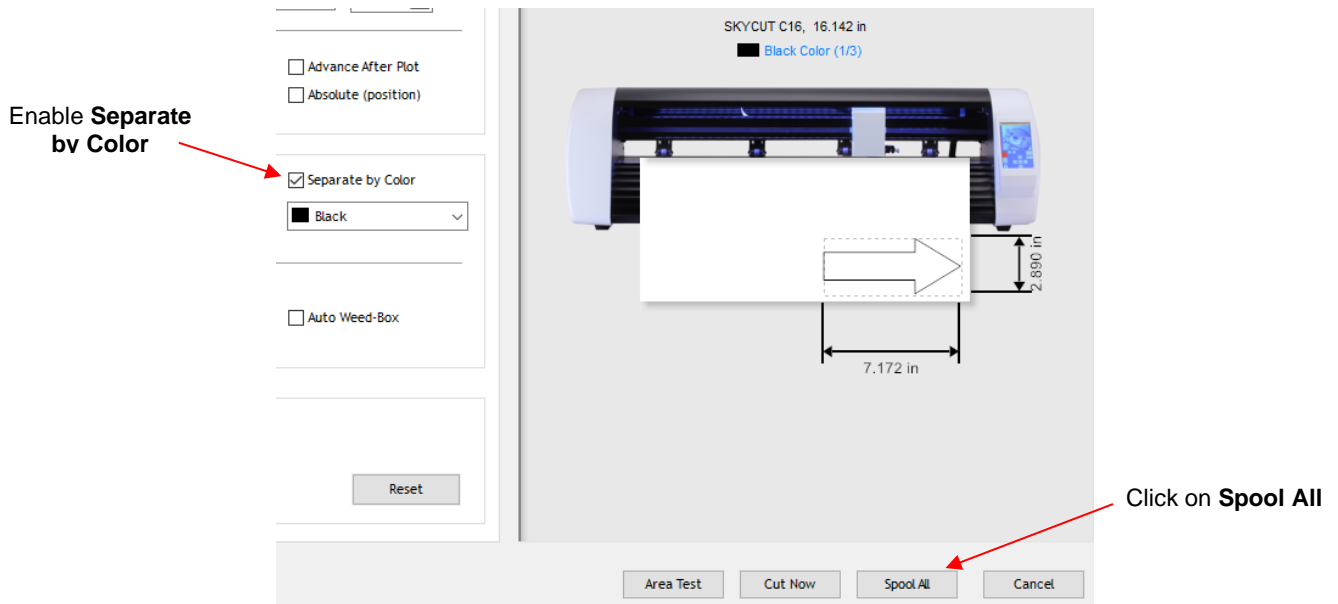 SKYCUT C16, 16.142 in
Black Color (1/3)
Advance After Plot
Absolute (position)
Enable Separate
by Color
Separate by Color
Black
2.890 in
Auto Weed-Box
7.172 in
Reset
Click on Spool All
Area Test
Cut Now
Spool All
Cancel